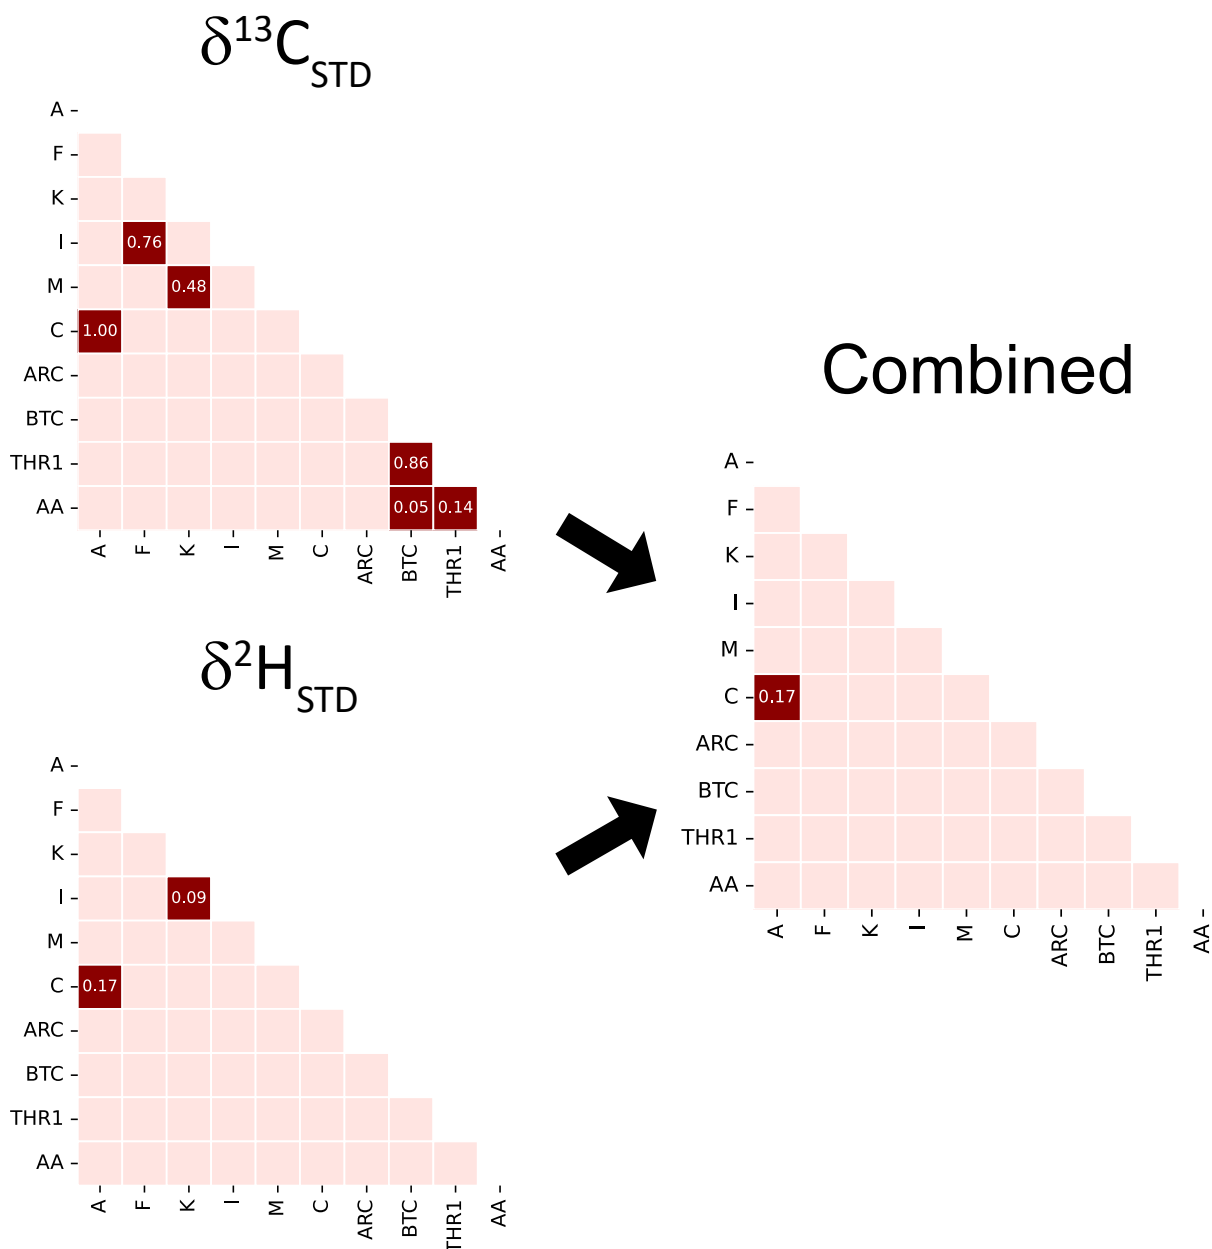 δ13CSTD
A
F
K
I 0.76
M 0.48
C 1.00
ARC
BTC
THR1 0.86
AA 0.05 0.14
A F K I M C ARC BTC THR1 AA
δ2HSTD
A
F
K
I 0.09
M
C 0.17
ARC
BTC
THR1
AA
A F K I M C ARC BTC THR1 AA
Combined
A
F
K
I
M
C 0.17
ARC
BTC
THR1
AA
A F K I M C ARC BTC THR1 AA